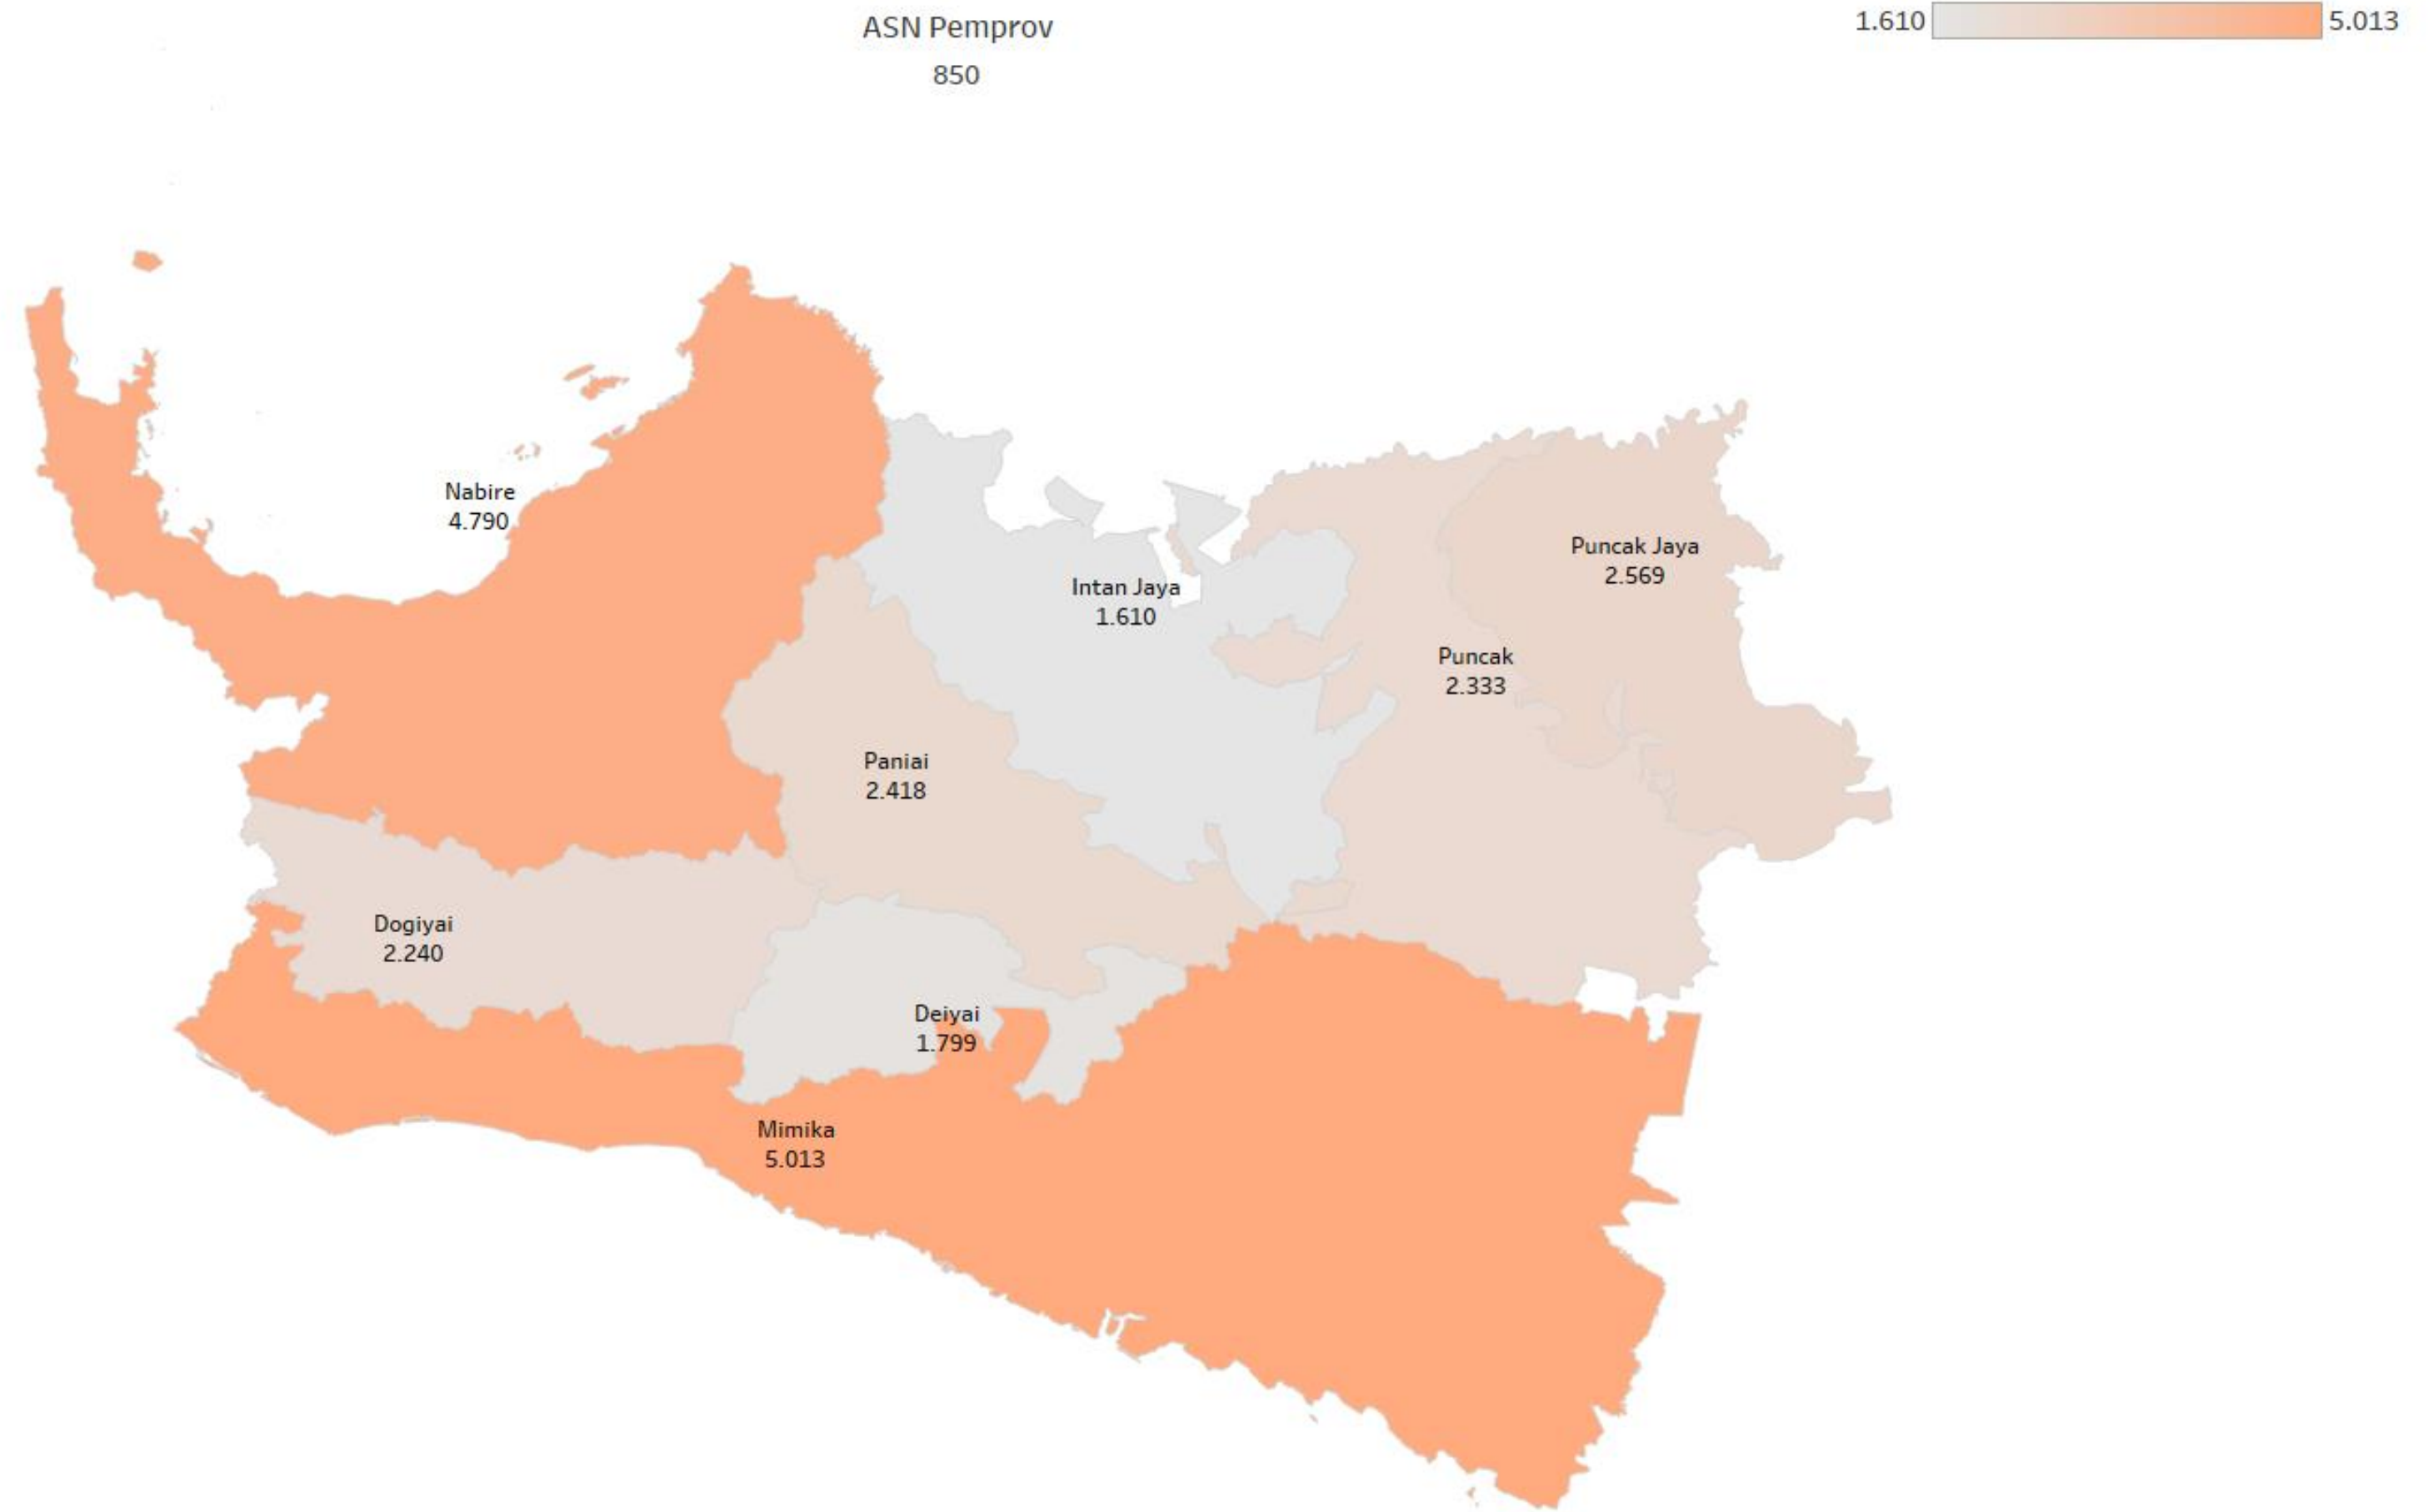 ASN Pemprov
850
1.610
5.013
Nabire
4.790
Intan Jaya
1.610
Puncak Jaya
2.569
Puncak
2.333
Paniai
2.418
Dogiyai
2.240
Deiyai
1.799
Mimika
5.013